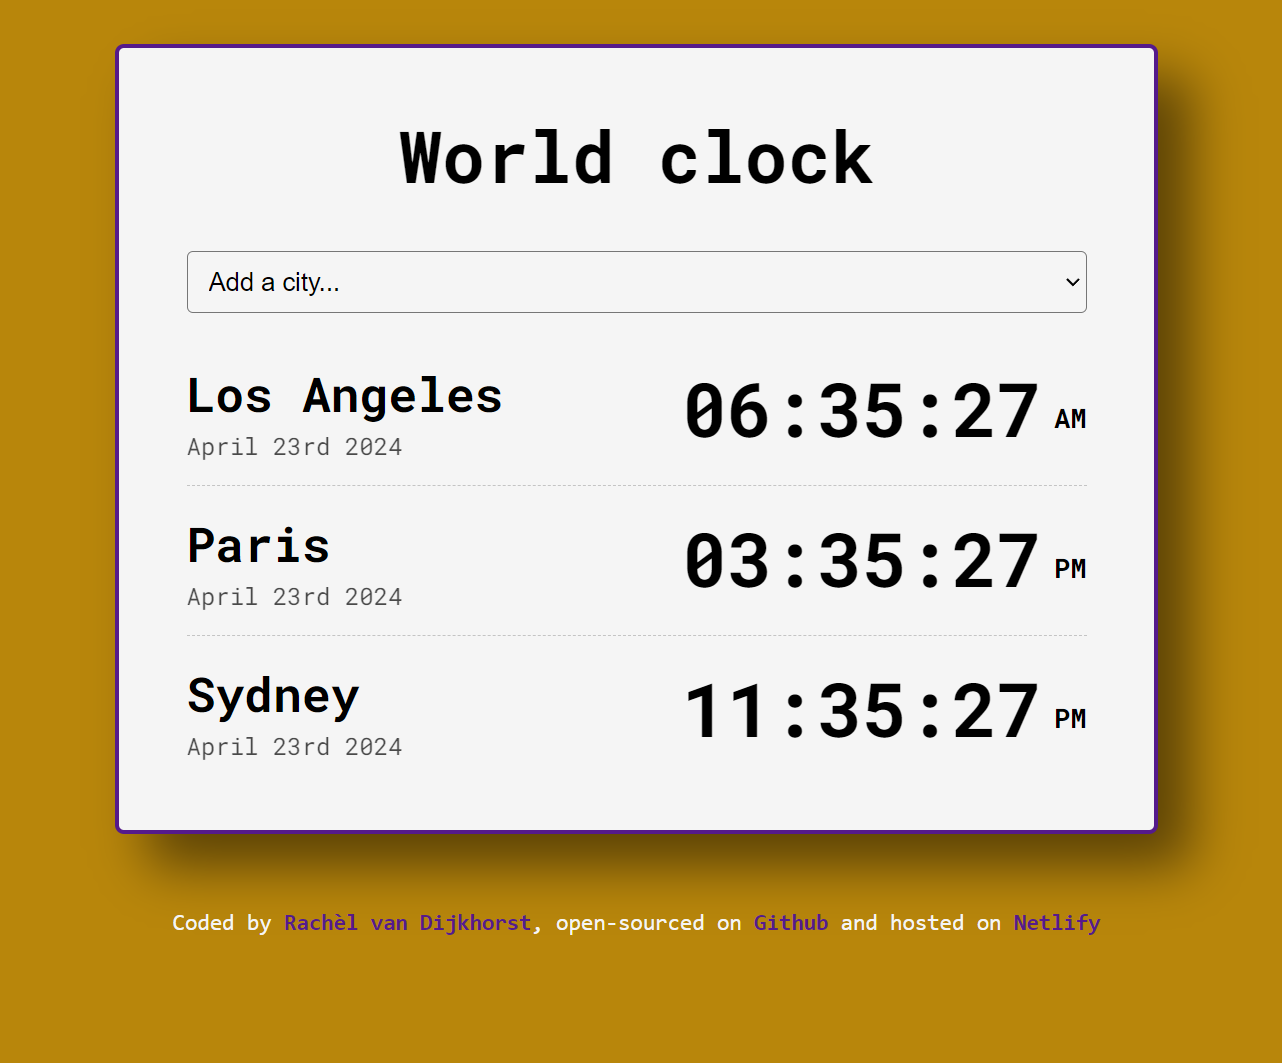 World clock
Add a city...
Los Angeles
06:35:27 AM
April 23rd 2024
Paris
03:35:27 PM
April 23rd 2024
Sydney
11:35:27 PM
April 23rd 2024
Coded by Rachèl van Dijkhorst, open-sourced on Github and hosted on Netlify